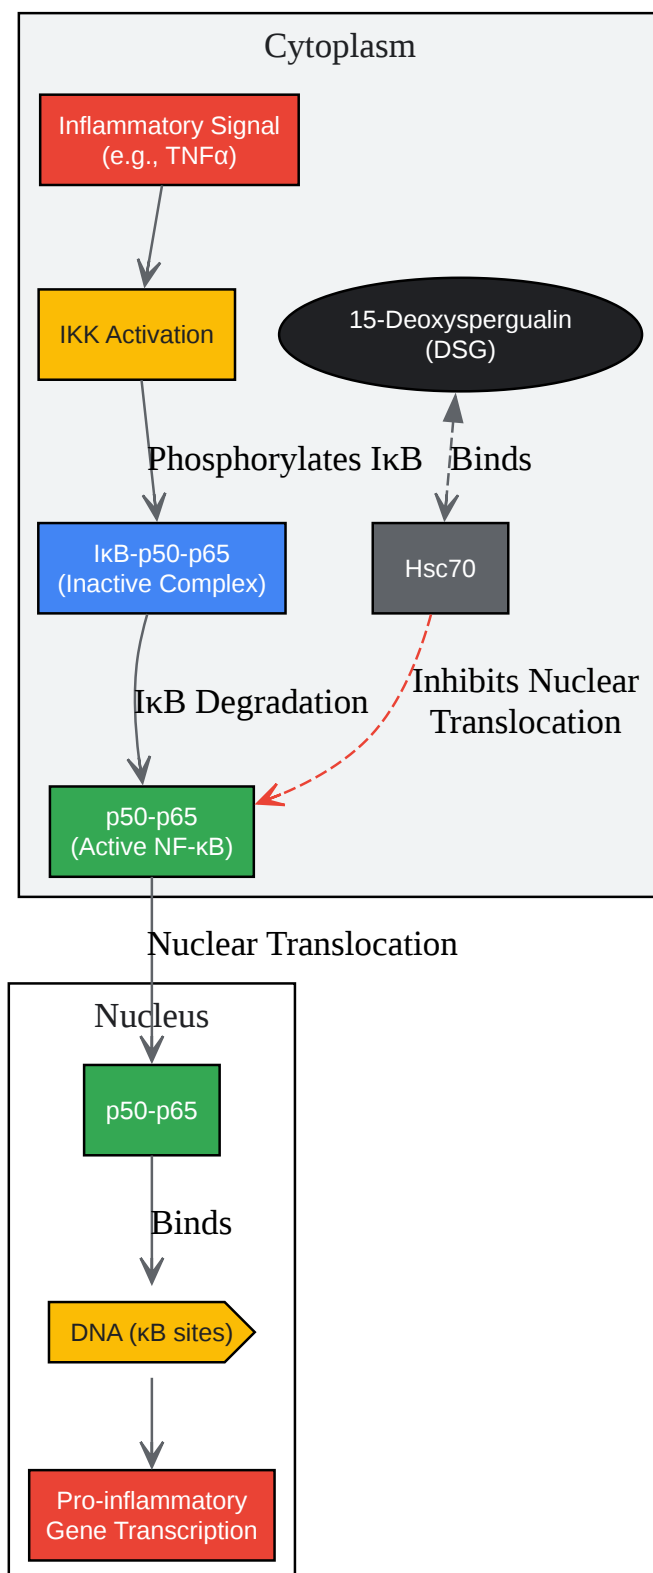 Cytoplasm
Inflammatory Signal
(e.g., TNFα)
IKK Activation
15-Deoxyspergualin
(DSG)
Phosphorylates IκB
Binds
IκB-p50-p65
(Inactive Complex)
Hsc70
IκB Degradation
Inhibits Nuclear
Translocation
p50-p65
(Active NF-κB)
Nuclear Translocation
Nucleus
p50-p65
Binds
DNA (κB sites)
Pro-inflammatory
Gene Transcription